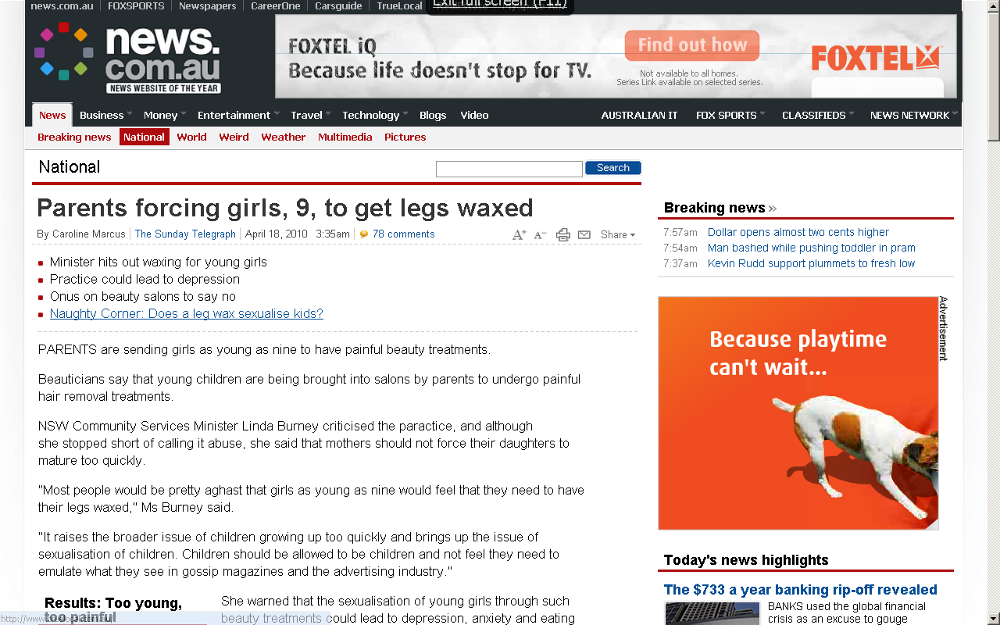 news.com.au FOXSPORTS Newspapers CareerOne Carsguide TrueLocal
Exit full screen (F11)
news.
com.au
NEWS WEBSITE OF THE YEAR
FOXTEL iQ
Because life doesn't stop for TV.
Find out how
Not available to all homes.
Series Link available on selected series.
FOXTEL
News Business Money Entertainment Travel Technology Blogs Video AUSTRALIAN IT FOX SPORTS CLASSIFIEDS NEWS NETWORK
Breaking news National World Weird Weather Multimedia Pictures
National
Search
Parents forcing girls, 9, to get legs waxed
By Caroline Marcus The Sunday Telegraph April 18, 2010 3:35am 78 comments
A+ A− Share
Minister hits out waxing for young girls
Practice could lead to depression
Onus on beauty salons to say no
Naughty Corner: Does a leg wax sexualise kids?
PARENTS are sending girls as young as nine to have painful beauty treatments.
Beauticians say that young children are being brought into salons by parents to undergo painful
hair removal treatments.
NSW Community Services Minister Linda Burney criticised the paractice, and although
she stopped short of calling it abuse, she said that mothers should not force their daughters to
mature too quickly.
"Most people would be pretty aghast that girls as young as nine would feel that they need to have
their legs waxed," Ms Burney said.
"It raises the broader issue of children growing up too quickly and brings up the issue of
sexualisation of children. Children should be allowed to be children and not feel they need to
emulate what they see in gossip magazines and the advertising industry."
Results: Too young,
too painful
She warned that the sexualisation of young girls through such
beauty treatments could lead to depression, anxiety and eating
Breaking news »
7:57am Dollar opens almost two cents higher
7:54am Man bashed while pushing toddler in pram
7:37am Kevin Rudd support plummets to fresh low
Advertisement
Because playtime
can't wait...
Today's news highlights
The $733 a year banking rip-off revealed
BANKS used the global financial
crisis as an excuse to gouge